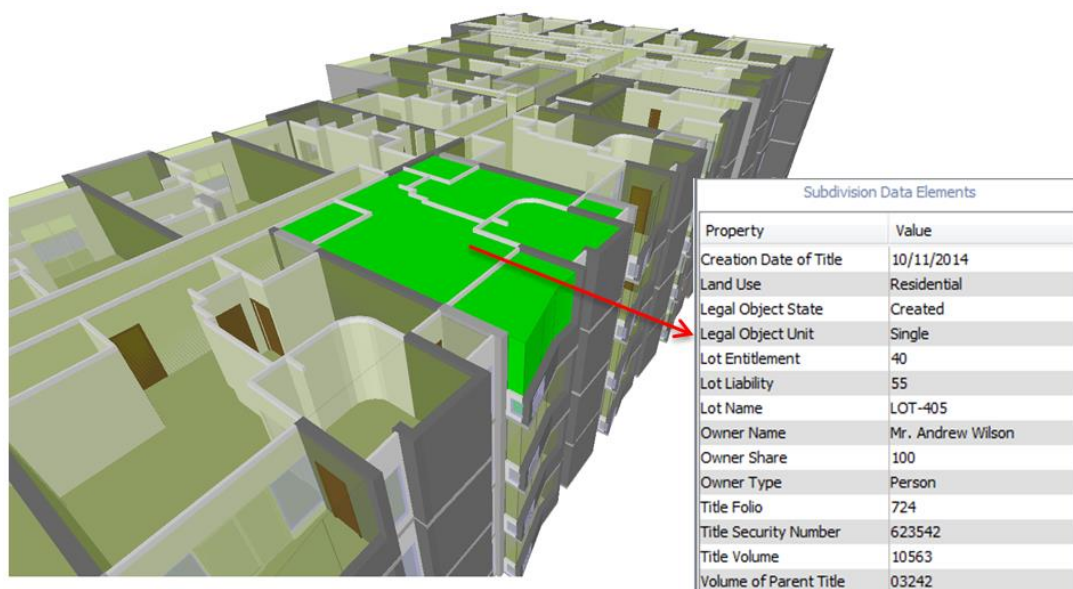 Subdivision Data Elements
Property Value
Creation Date of Title 10/11/2014
Land Use Residential
Legal Object State Created
Legal Object Unit Single
Lot Entitlement 40
Lot Liability 55
Lot Name LOT-405
Owner Name Mr. Andrew Wilson
Owner Share 100
Owner Type Person
Title Folio 724
Title Security Number 623542
Title Volume 10563
Volume of Parent Title 03242